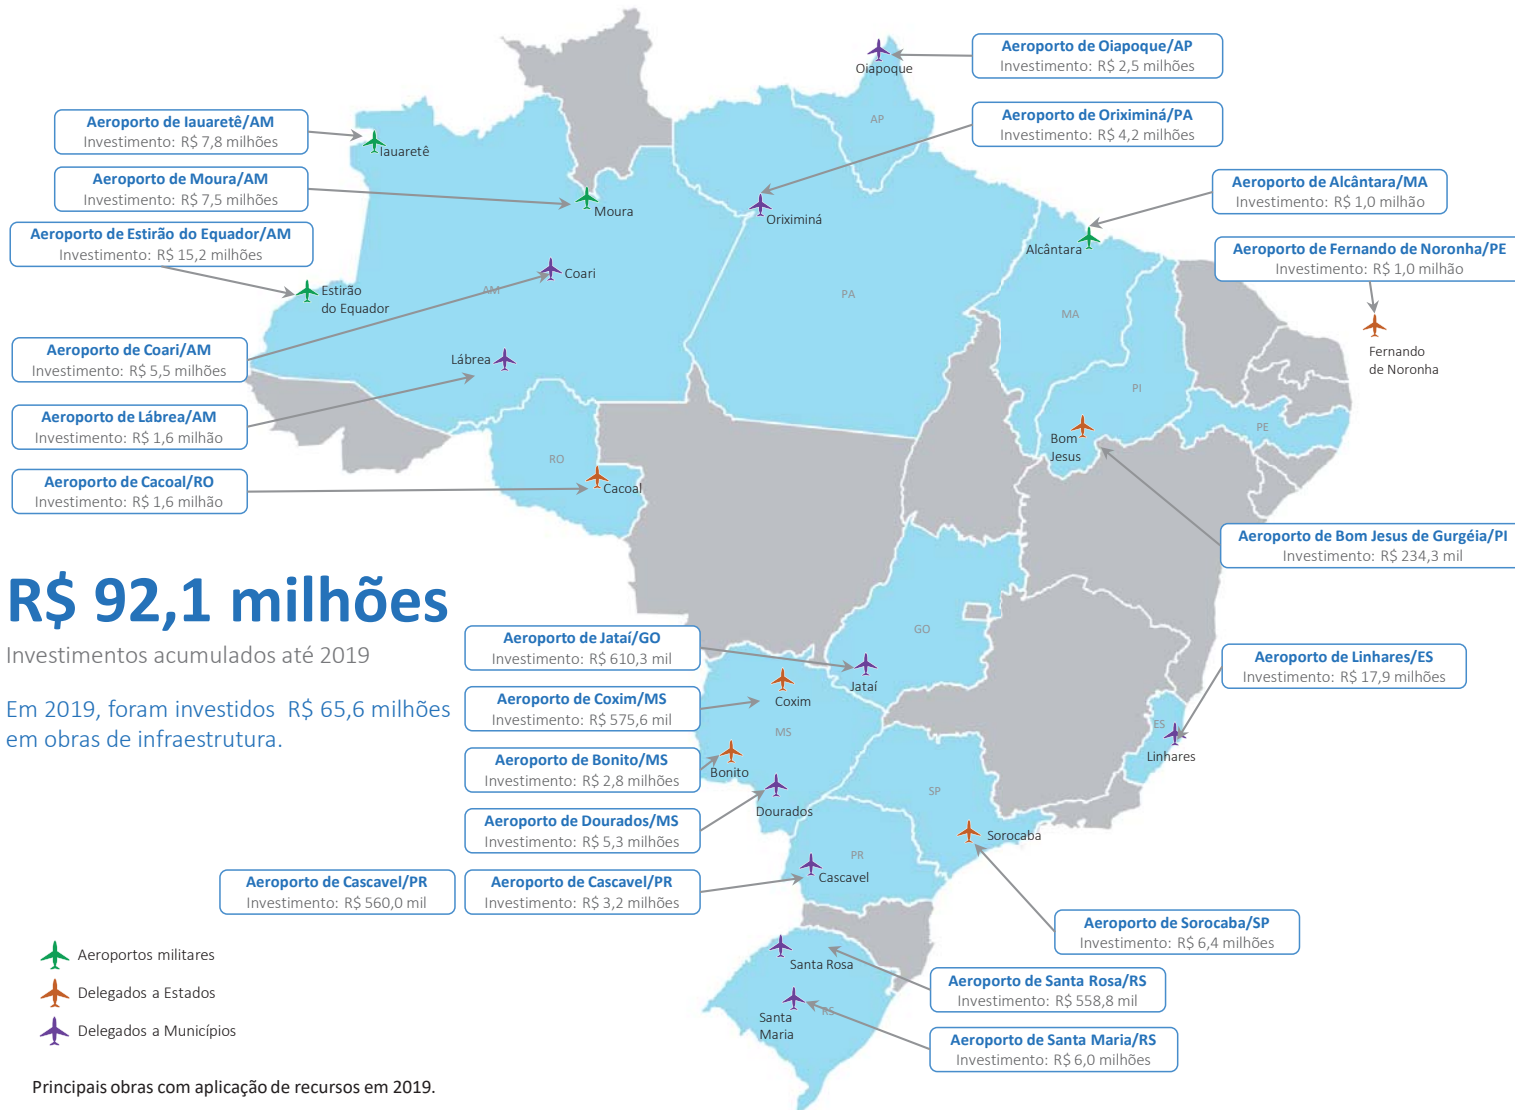 Aeroporto de Oiapoque/AP
Investimento: R$ 2,5 milhões
Oiapoque
Aeroporto de Iauaretê/AM
Investimento: R$ 7,8 milhões
Iauaretê
Aeroporto de Oriximiná/PA
Investimento: R$ 4,2 milhões
AP
Aeroporto de Moura/AM
Investimento: R$ 7,5 milhões
Moura
Oriximiná
Aeroporto de Alcântara/MA
Investimento: R$ 1,0 milhão
Alcântara
Aeroporto de Estirão do Equador/AM
Investimento: R$ 15,2 milhões
Estirão
do Equador
Aeroporto de Fernando de Noronha/PE
Investimento: R$ 1,0 milhão
Coari
AM
PA
MA
Fernando
de Noronha
Aeroporto de Coari/AM
Investimento: R$ 5,5 milhões
Lábrea
PI
Aeroporto de Lábrea/AM
Investimento: R$ 1,6 milhão
PE
Bom
Jesus
RO
Aeroporto de Cacoal/RO
Investimento: R$ 1,6 milhão
Cacoal
Aeroporto de Bom Jesus de Gurgéia/PI
Investimento: R$ 234,3 mil
R$ 92,1 milhões
Investimentos acumulados até 2019
Em 2019, foram investidos R$ 65,6 milhões
em obras de infraestrutura.
Aeroporto de Jataí/GO
Investimento: R$ 610,3 mil
GO
Jataí
Aeroporto de Linhares/ES
Investimento: R$ 17,9 milhões
Aeroporto de Coxim/MS
Investimento: R$ 575,6 mil
Coxim
MS
ES
Linhares
Aeroporto de Bonito/MS
Investimento: R$ 2,8 milhões
Bonito
Dourados
SP
Aeroporto de Dourados/MS
Investimento: R$ 5,3 milhões
Sorocaba
PR
Cascavel
Aeroporto de Cascavel/PR
Investimento: R$ 560,0 mil
Aeroporto de Cascavel/PR
Investimento: R$ 3,2 milhões
Aeroporto de Sorocaba/SP
Investimento: R$ 6,4 milhões
Aeroportos militares
Delegados a Estados
Delegados a Municípios
Santa Rosa
Aeroporto de Santa Rosa/RS
Investimento: R$ 558,8 mil
Santa
Maria
RS
Aeroporto de Santa Maria/RS
Investimento: R$ 6,0 milhões
Principais obras com aplicação de recursos em 2019.